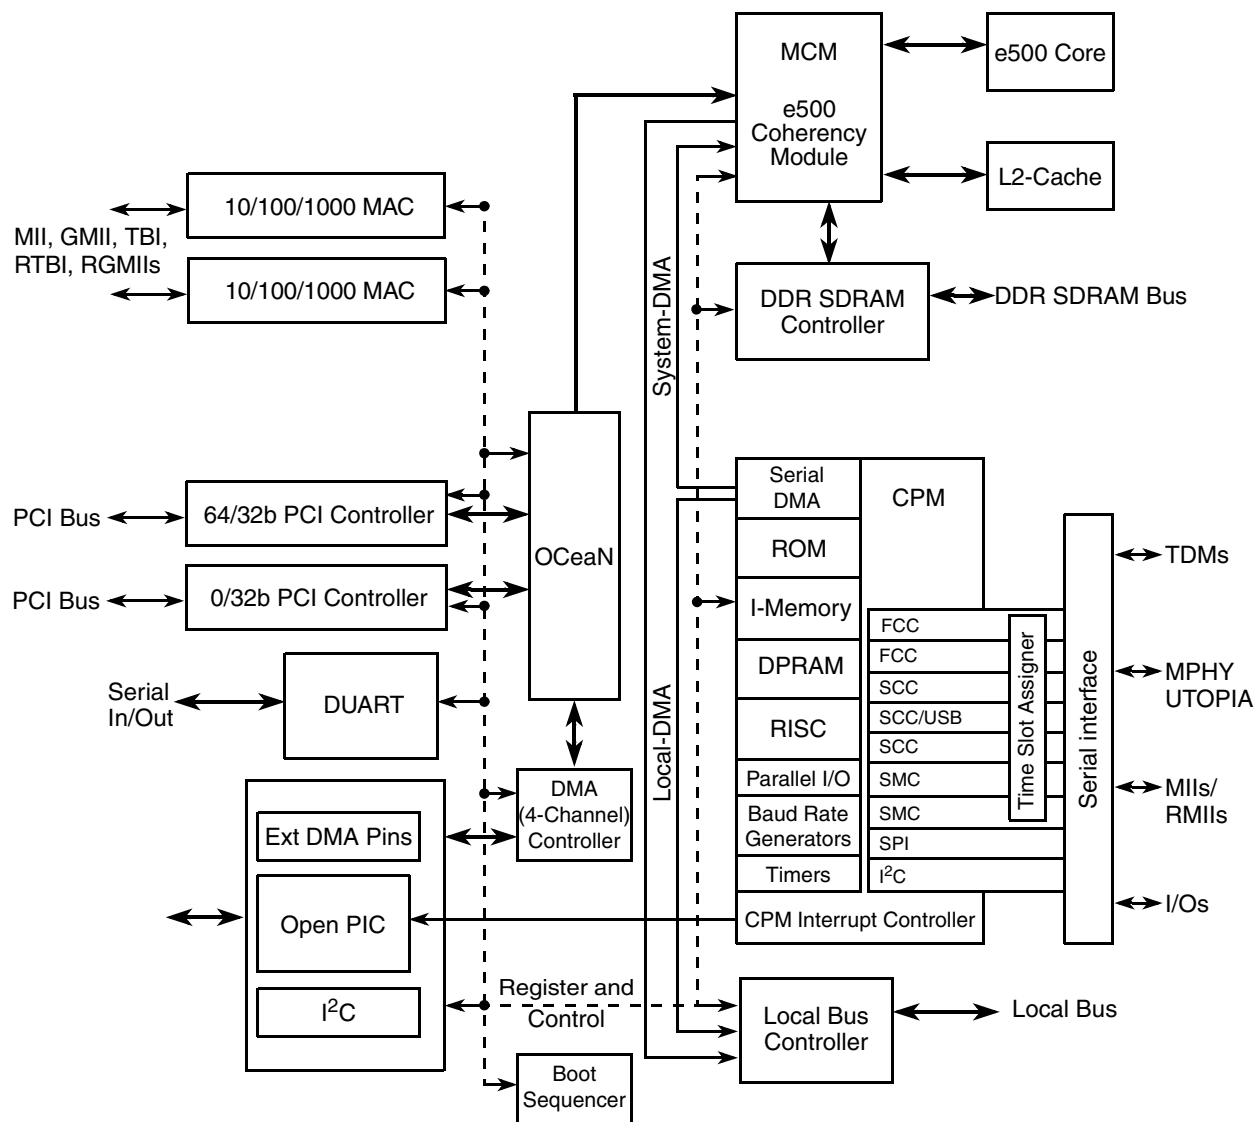 MCM
e500
Coherency
Module
e500 Core
L2-Cache
10/100/1000 MAC
MII, GMII, TBI,
RTBI, RGMIIs
10/100/1000 MAC
System-DMA
DDR SDRAM
Controller
DDR SDRAM Bus
OCeaN
PCI Bus
64/32b PCI Controller
PCI Bus
0/32b PCI Controller
Serial
In/Out
DUART
DMA
(4-Channel)
Controller
Ext DMA Pins
Open PIC
I²C
Register and
Control
Boot
Sequencer
Local-DMA
Serial
DMA
CPM
ROM
I-Memory
DPRAM
RISC
Parallel I/O
Baud Rate
Generators
Timers
CPM Interrupt Controller
FCC
FCC
SCC
SCC/USB
SCC
SMC
SMC
SPI
I²C
Time Slot Assigner
Serial interface
TDMs
MPHY
UTOPIA
MIIs/
RMIIs
I/Os
Local Bus
Controller
Local Bus